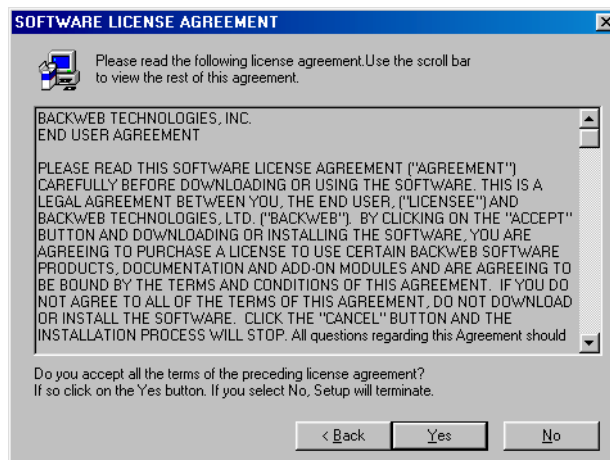 SOFTWARE LICENSE AGREEMENT
Please read the following license agreement.Use the scroll bar
to view the rest of this agreement.
BACKWEB TECHNOLOGIES, INC.
END USER AGREEMENT
PLEASE READ THIS SOFTWARE LICENSE AGREEMENT ("AGREEMENT")
CAREFULLY BEFORE DOWNLOADING OR USING THE SOFTWARE. THIS IS A
LEGAL AGREEMENT BETWEEN YOU, THE END USER, ("LICENSEE") AND
BACKWEB TECHNOLOGIES, LTD. ("BACKWEB"). BY CLICKING ON THE "ACCEPT"
BUTTON AND DOWNLOADING OR INSTALLING THE SOFTWARE, YOU ARE
AGREEING TO PURCHASE A LICENSE TO USE CERTAIN BACKWEB SOFTWARE
PRODUCTS, DOCUMENTATION AND ADD-ON MODULES AND ARE AGREEING TO
BE BOUND BY THE TERMS AND CONDITIONS OF THIS AGREEMENT. IF YOU DO
NOT AGREE TO ALL OF THE TERMS OF THIS AGREEMENT, DO NOT DOWNLOAD
OR INSTALL THE SOFTWARE. CLICK THE "CANCEL" BUTTON AND THE
INSTALLATION PROCESS WILL STOP. All questions regarding this Agreement should
Do you accept all the terms of the preceding license agreement?
If so click on the Yes button. If you select No, Setup will terminate.
< Back Yes No